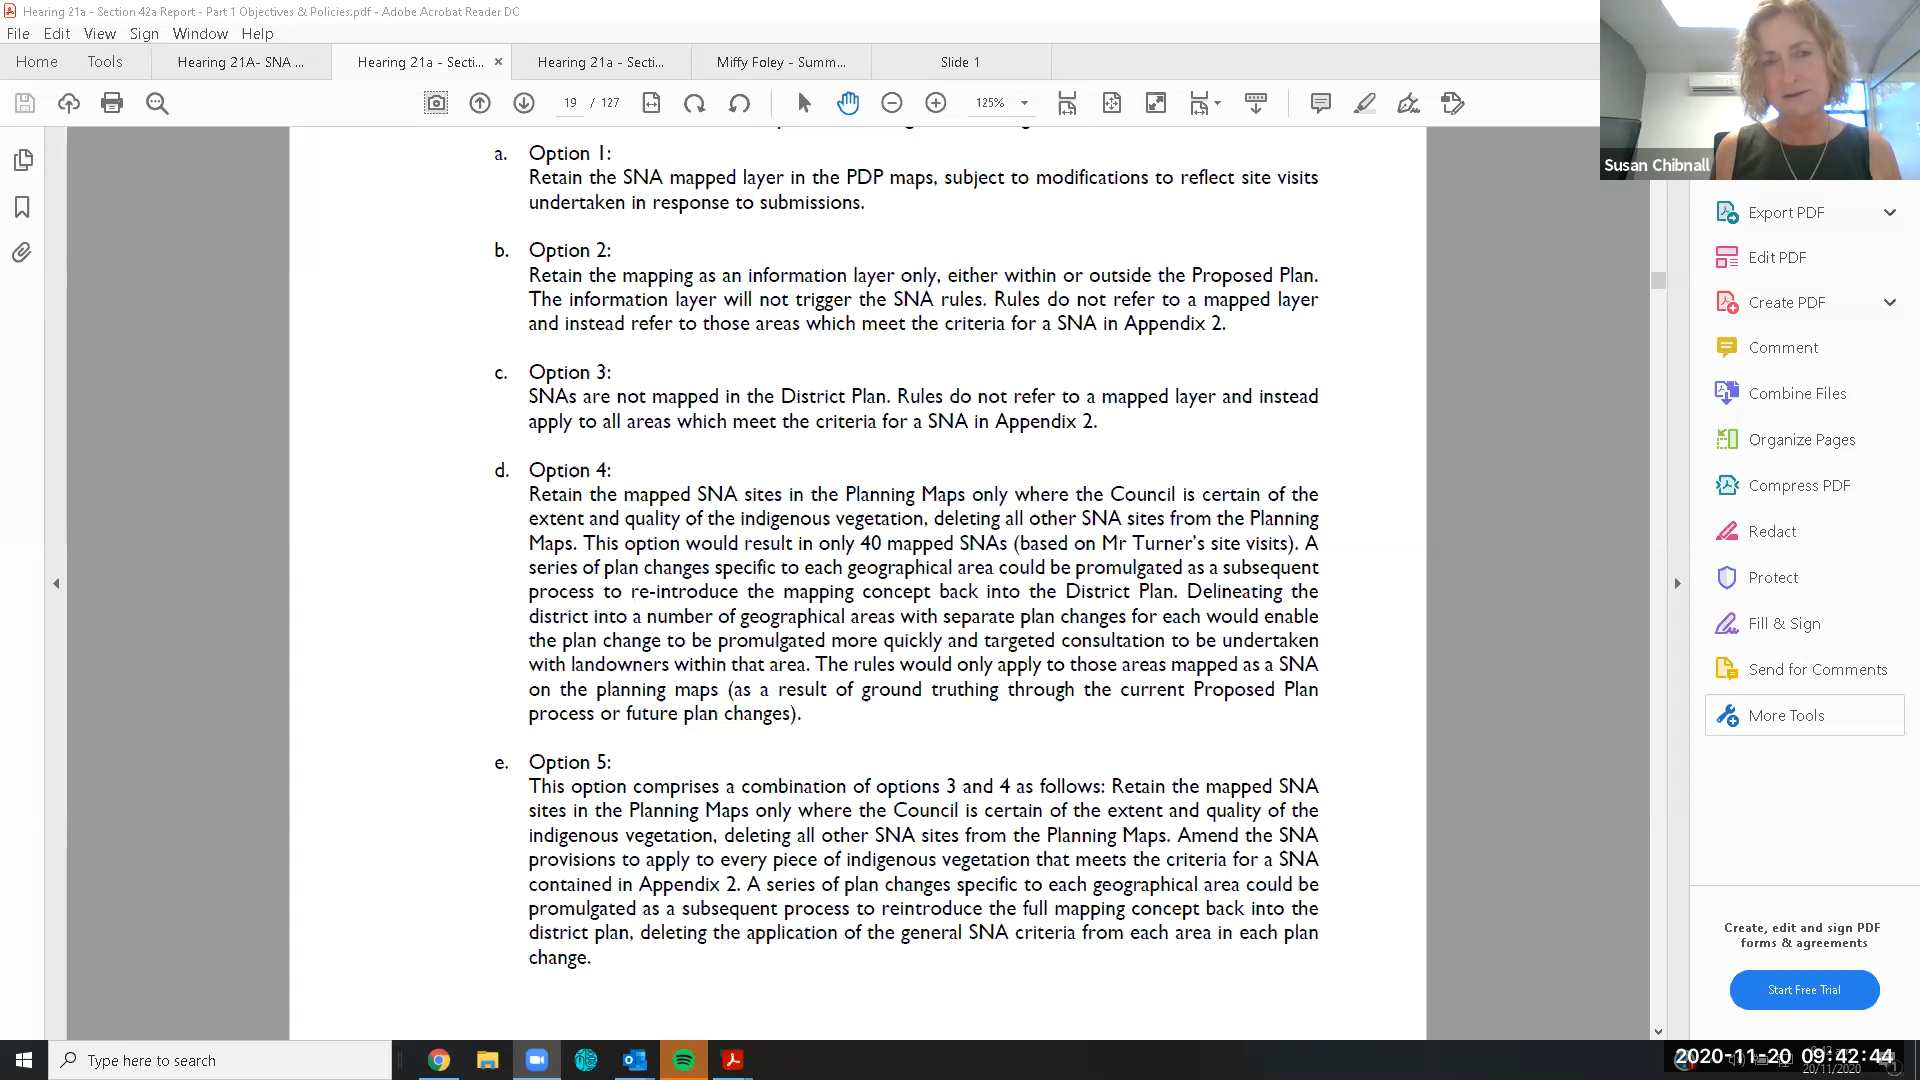 Hearing 21a - Section 42a Report - Part 1 Objectives & Policies.pdf - Adobe Acrobat Reader DC
File Edit View Sign Window Help
Home Tools Hearing 21A- SNA ... Hearing 21a - Secti... × Hearing 21a - Secti... Miffy Foley - Summ... Slide 1
19 / 127 125%
Susan Chibnall
a. Option 1:
Retain the SNA mapped layer in the PDP maps, subject to modifications to reflect site visits
undertaken in response to submissions.
b. Option 2:
Retain the mapping as an information layer only, either within or outside the Proposed Plan.
The information layer will not trigger the SNA rules. Rules do not refer to a mapped layer
and instead refer to those areas which meet the criteria for a SNA in Appendix 2.
c. Option 3:
SNAs are not mapped in the District Plan. Rules do not refer to a mapped layer and instead
apply to all areas which meet the criteria for a SNA in Appendix 2.
d. Option 4:
Retain the mapped SNA sites in the Planning Maps only where the Council is certain of the
extent and quality of the indigenous vegetation, deleting all other SNA sites from the Planning
Maps. This option would result in only 40 mapped SNAs (based on Mr Turner's site visits). A
series of plan changes specific to each geographical area could be promulgated as a subsequent
process to re-introduce the mapping concept back into the District Plan. Delineating the
district into a number of geographical areas with separate plan changes for each would enable
the plan change to be promulgated more quickly and targeted consultation to be undertaken
with landowners within that area. The rules would only apply to those areas mapped as a SNA
on the planning maps (as a result of ground truthing through the current Proposed Plan
process or future plan changes).
e. Option 5:
This option comprises a combination of options 3 and 4 as follows: Retain the mapped SNA
sites in the Planning Maps only where the Council is certain of the extent and quality of the
indigenous vegetation, deleting all other SNA sites from the Planning Maps. Amend the SNA
provisions to apply to every piece of indigenous vegetation that meets the criteria for a SNA
contained in Appendix 2. A series of plan changes specific to each geographical area could be
promulgated as a subsequent process to reintroduce the full mapping concept back into the
district plan, deleting the application of the general SNA criteria from each area in each plan
change.
Export PDF
Edit PDF
Create PDF
Comment
Combine Files
Organize Pages
Compress PDF
Redact
Protect
Fill & Sign
Send for Comments
More Tools
Create, edit and sign PDF
forms & agreements
Start Free Trial
Type here to search
2020-11-20 09:42:44
20/11/2020